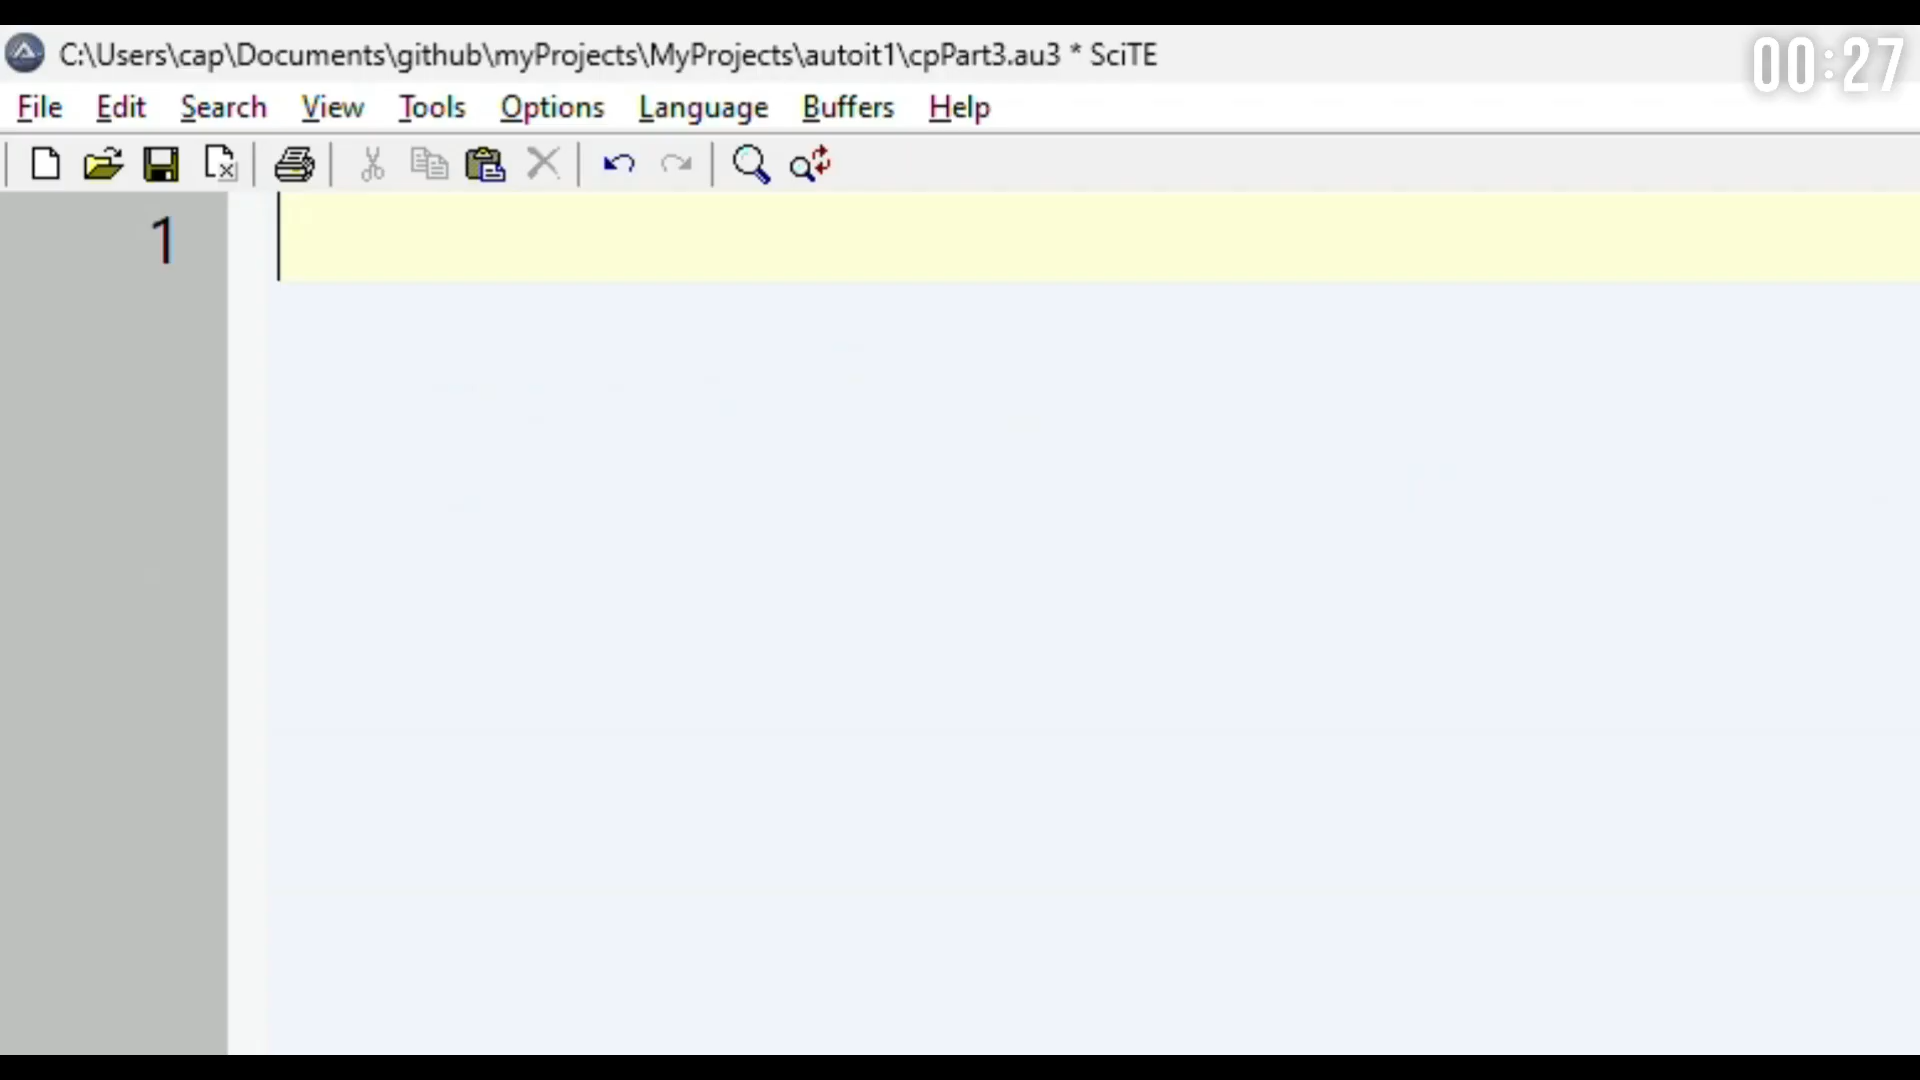 C:\Users\cap\Documents\github\myProjects\MyProjects\autoit1\cpPart3.au3 * SciTE
00:27
File Edit Search View Tools Options Language Buffers Help
1